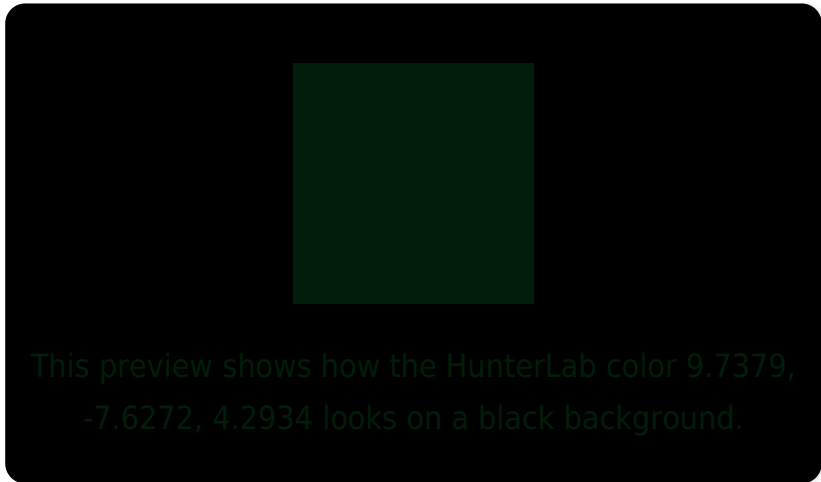 This preview shows how the HunterLab color 9.7379,
-7.6272, 4.2934 looks on a black background.